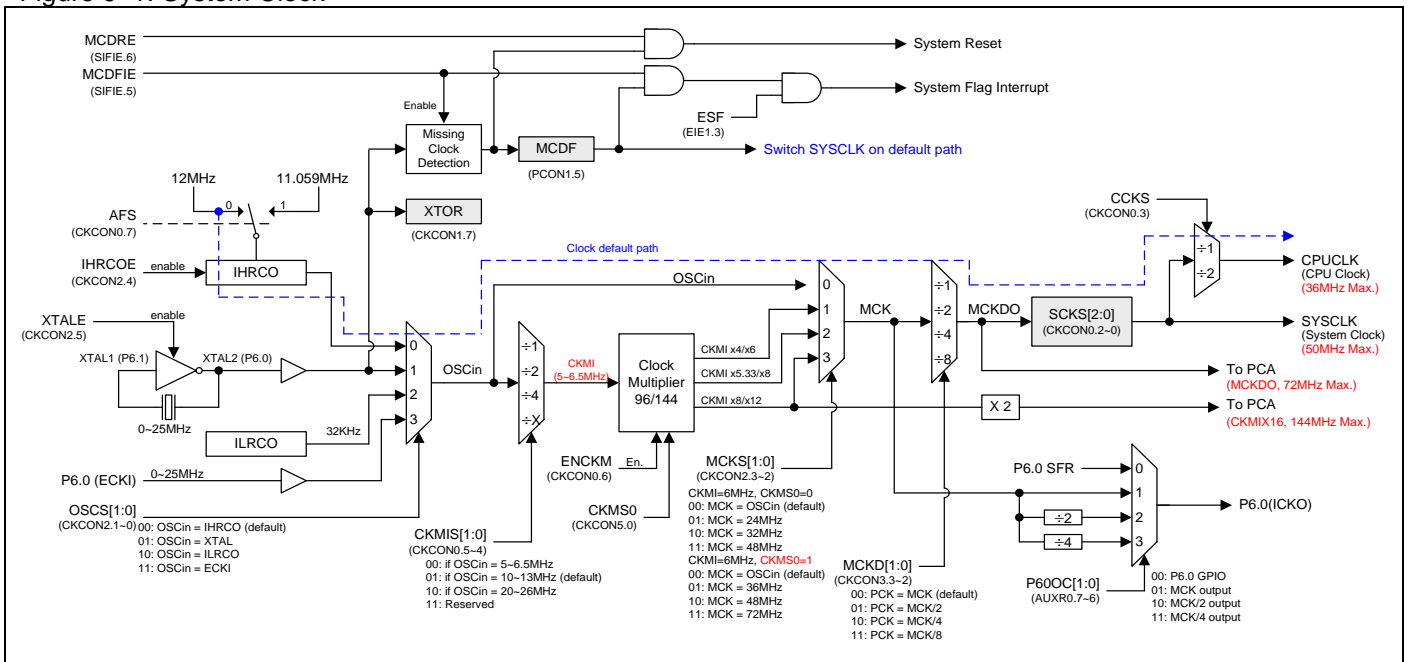 MCDRE
(SIFIE.6)
System Reset
MCDFIE
(SIFIE.5)
System Flag Interrupt
Enable
ESF
(EIE1.3)
Missing
Clock
Detection
MCDF
(PCON1.5)
Switch SYSCLK on default path
12MHz
11.059MHz
0
1
AFS
(CKCON0.7)
XTOR
(CKCON1.7)
CCKS
(CKCON0.3)
Clock default path
IHRCOE
(CKCON2.4)
enable
IHRCO
OSCin
÷1
÷2
CPUCLK
(CPU Clock)
(36MHz Max.)
XTALE
(CKCON2.5)
enable
XTAL1 (P6.1)
XTAL2 (P6.0)
0~25MHz
ILRCO
32KHz
P6.0 (ECKI)
0~25MHz
0
1
2
3
OSCin
÷1
÷2
÷4
÷X
CKMI
(5~6.5MHz)
Clock
Multiplier
96/144
CKMI x4/x6
CKMI x5.33/x8
CKMI x8/x12
0
1
2
3
MCK
÷1
÷2
÷4
÷8
MCKDO
SCKS[2:0]
(CKCON0.2~0)
SYSCLK
(System Clock)
(50MHz Max.)
To PCA
(MCKDO, 72MHz Max.)
X 2
To PCA
(CKMIX16, 144MHz Max.)
OSCS[1:0]
(CKCON2.1~0)
00: OSCin = IHRCO (default)
01: OSCin = XTAL
10: OSCin = ILRCO
11: OSCin = ECKI
CKMIS[1:0]
(CKCON0.5~4)
00: if OSCin = 5~6.5MHz
01: if OSCin = 10~13MHz (default)
10: if OSCin = 20~26MHz
11: Reserved
ENCKM
(CKCON0.6)
En.
CKMS0
(CKCON5.0)
MCKS[1:0]
(CKCON2.3~2)
CKMI=6MHz, CKMS0=0
00: MCK = OSCin (default)
01: MCK = 24MHz
10: MCK = 32MHz
11: MCK = 48MHz
CKMI=6MHz, CKMS0=1
00: MCK = OSCin (default)
01: MCK = 36MHz
10: MCK = 48MHz
11: MCK = 72MHz
MCKD[1:0]
(CKCON3.3~2)
00: PCK = MCK (default)
01: PCK = MCK/2
10: PCK = MCK/4
11: PCK = MCK/8
P6.0 SFR
÷2
÷4
0
1
2
3
P6.0(ICKO)
P60OC[1:0]
(AUXR0.7~6)
00: P6.0 GPIO
01: MCK output
10: MCK/2 output
11: MCK/4 output